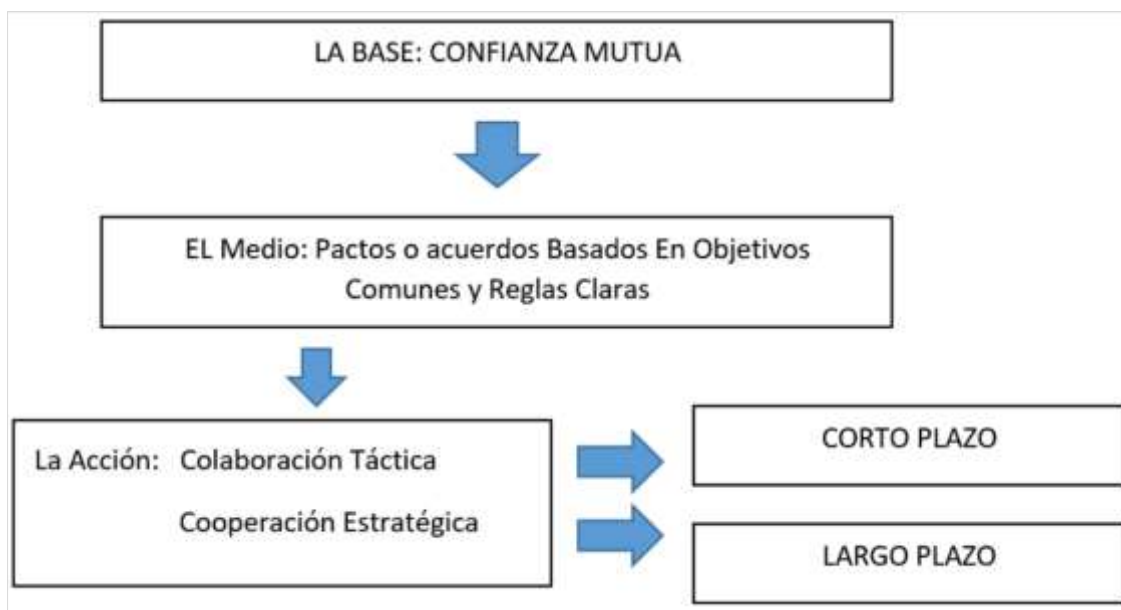 LA BASE: CONFIANZA MUTUA
EL Medio: Pactos o acuerdos Basados En Objetivos
Comunes y Reglas Claras
La Acción: Colaboración Táctica
Cooperación Estratégica
CORTO PLAZO
LARGO PLAZO